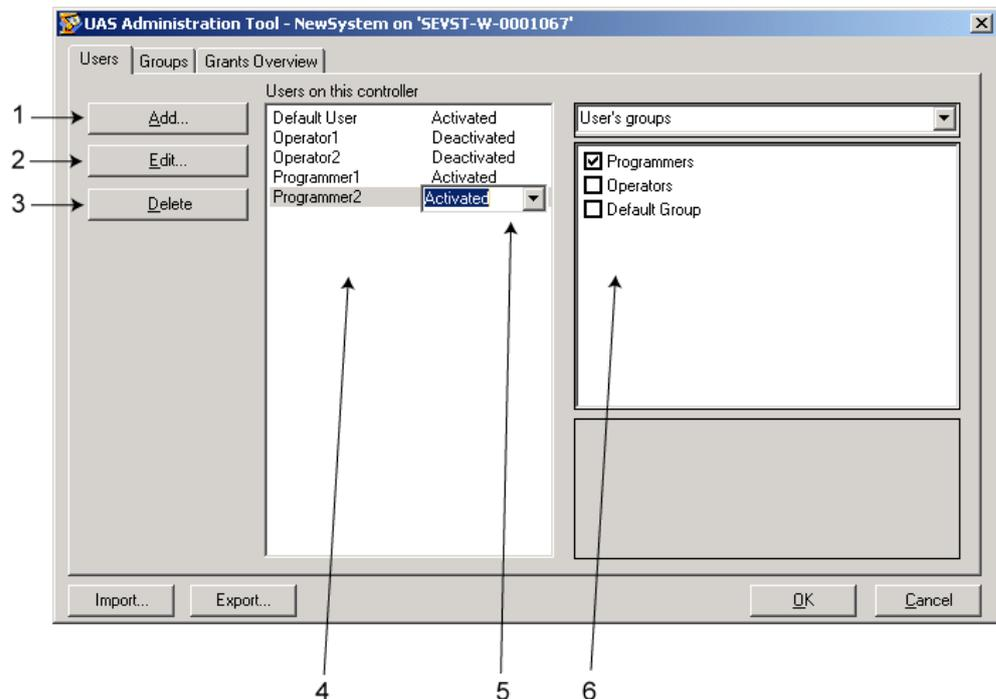 UAS Administration Tool - NewSystem on 'SEVST-W-0001067'
Users Groups Grants Overview
Users on this controller
1 Add...
2 Edit...
3 Delete
Default User Activated
Operator1 Deactivated
Operator2 Deactivated
Programmer1 Activated
Programmer2 Activated
User's groups
Programmers
Operators
Default Group
Import... Export... OK Cancel
4 5 6